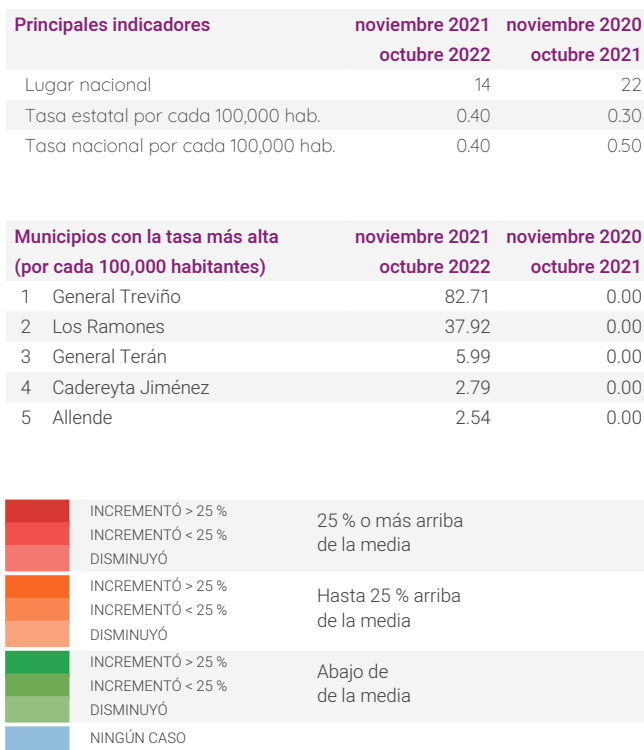 Principales indicadores noviembre 2021 noviembre 2020
octubre 2022 octubre 2021
Lugar nacional 14 22
Tasa estatal por cada 100,000 hab. 0.40 0.30
Tasa nacional por cada 100,000 hab. 0.40 0.50
Municipios con la tasa más alta noviembre 2021 noviembre 2020
(por cada 100,000 habitantes) octubre 2022 octubre 2021
1 General Treviño 82.71 0.00
2 Los Ramones 37.92 0.00
3 General Terán 5.99 0.00
4 Cadereyta Jiménez 2.79 0.00
5 Allende 2.54 0.00
INCREMENTÓ > 25 %
INCREMENTÓ < 25 %
DISMINUYÓ
25 % o más arriba
de la media
INCREMENTÓ > 25 %
INCREMENTÓ < 25 %
DISMINUYÓ
Hasta 25 % arriba
de la media
INCREMENTÓ > 25 %
INCREMENTÓ < 25 %
DISMINUYÓ
Abajo de
de la media
NINGÚN CASO